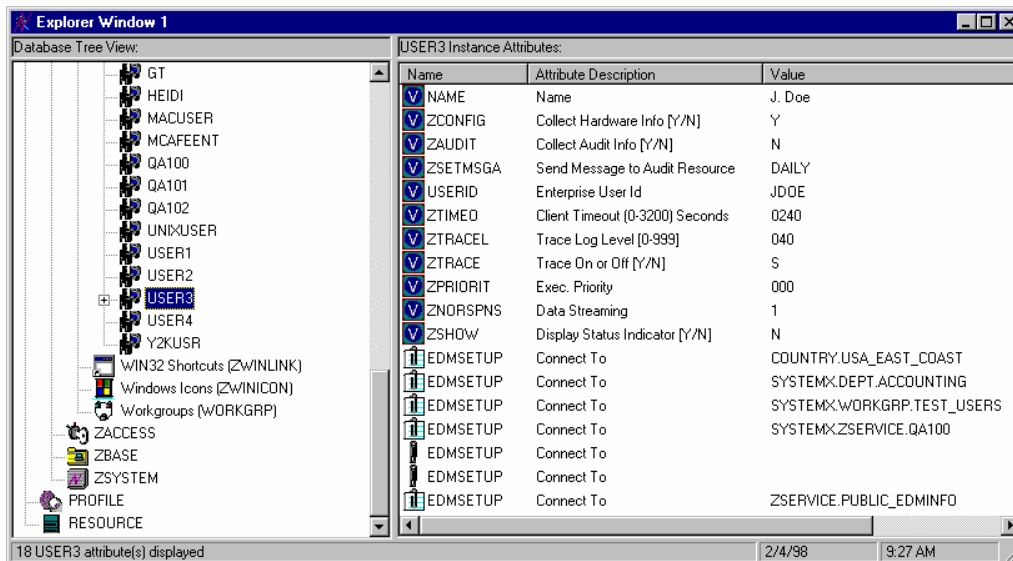 Explorer Window 1
Database Tree View:
GT
HEIDI
MACUSER
MCAFEENT
QA100
QA101
QA102
UNIXUSER
USER1
USER2
USER3
USER4
Y2KUSR
WIN32 Shortcuts (ZWINLINK)
Windows Icons (ZWINICON)
Workgroups (WORKGRP)
ZACCESS
ZBASE
ZSYSTEM
PROFILE
RESOURCE
USER3 Instance Attributes:
Name Attribute Description Value
V NAME Name J. Doe
V ZCONFIG Collect Hardware Info [Y/N] Y
V ZAUDIT Collect Audit Info [Y/N] N
V ZSETMSGA Send Message to Audit Resource DAILY
V USERID Enterprise User Id JDOE
V ZTIMEO Client Timeout (0-3200) Seconds 0240
V ZTRACEL Trace Log Level [0-999] 040
V ZTRACE Trace On or Off [Y/N] S
V ZPRIORIT Exec. Priority 000
V ZNORSPNS Data Streaming 1
V ZSHOW Display Status Indicator [Y/N] N
EDMSETUP Connect To COUNTRY.USA_EAST_COAST
EDMSETUP Connect To SYSTEMX.DEPT.ACCOUNTING
EDMSETUP Connect To SYSTEMX.WORKGRP.TEST_USERS
EDMSETUP Connect To SYSTEMX.ZSERVICE.QA100
EDMSETUP Connect To
EDMSETUP Connect To
EDMSETUP Connect To ZSERVICE.PUBLIC_EDMINFO
18 USER3 attribute(s) displayed 2/4/98 9:27 AM